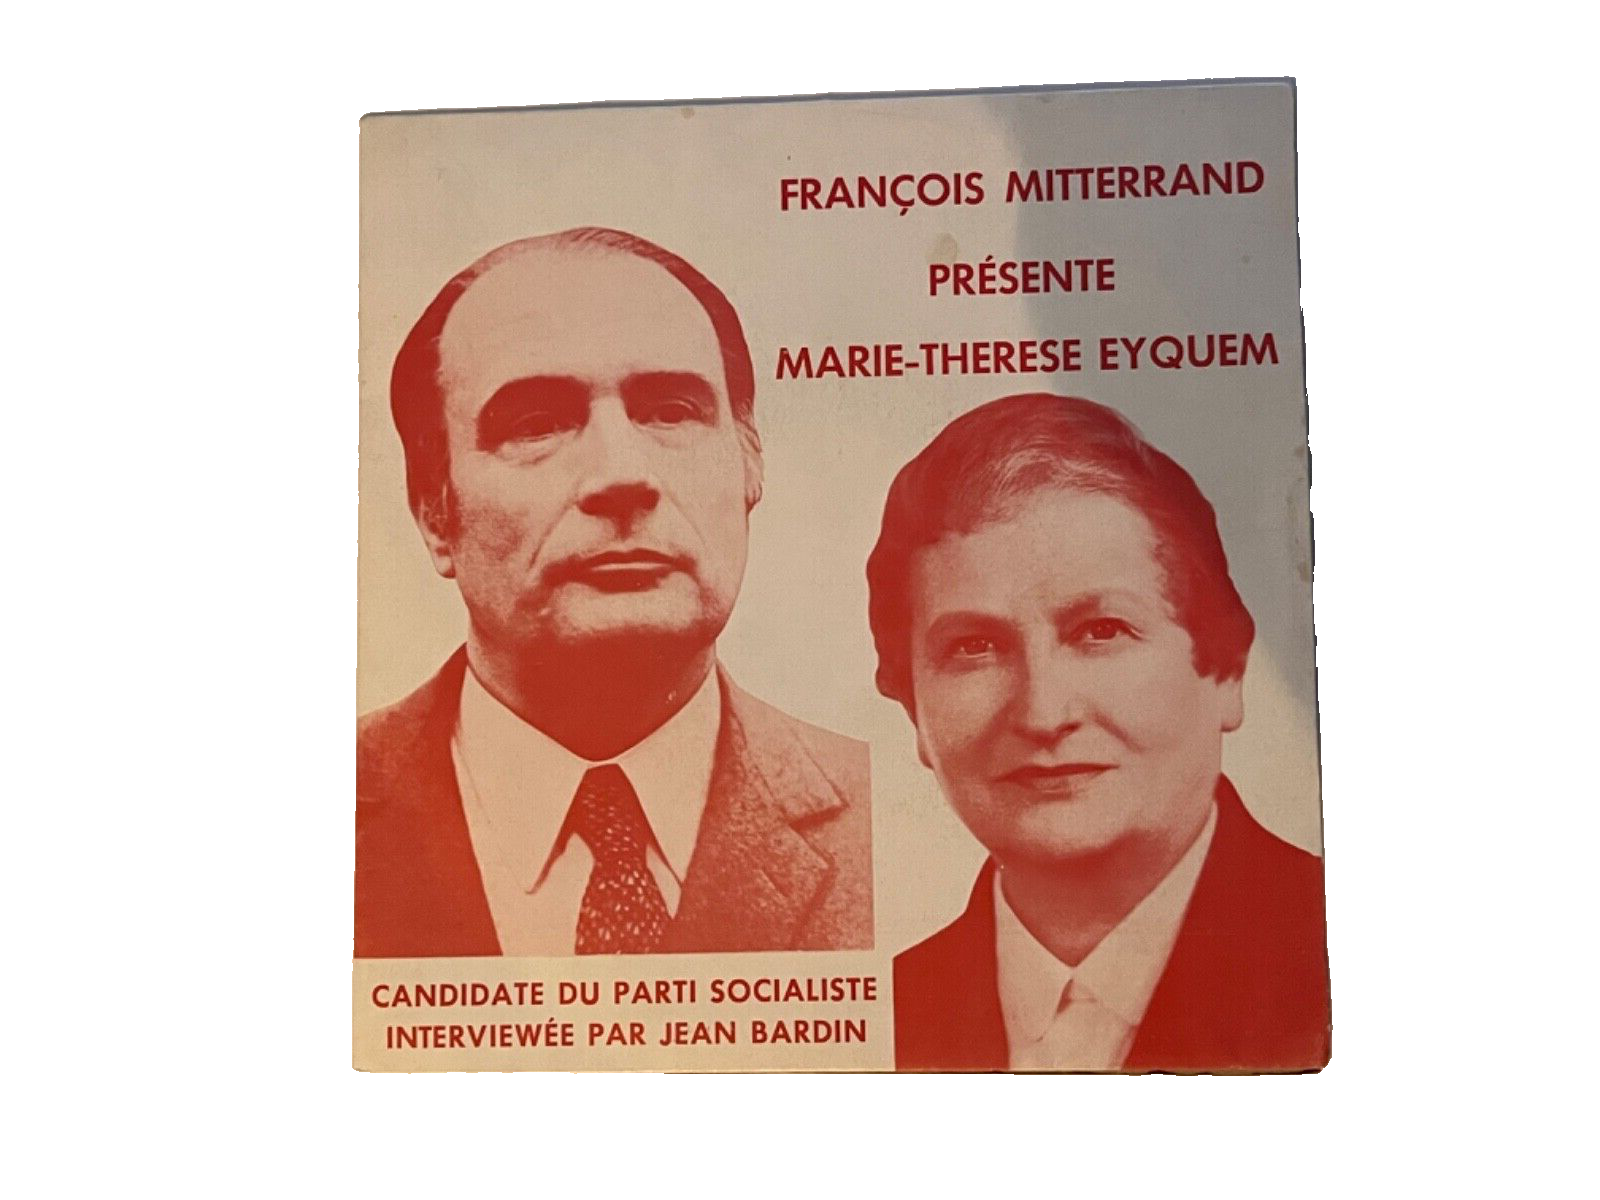 FRANÇOIS MITTERRAND
PRÉSENTE
MARIE-THERESE EYQUEM
CANDIDATE DU PARTI SOCIALISTE
INTERVIEWÉE PAR JEAN BARDIN